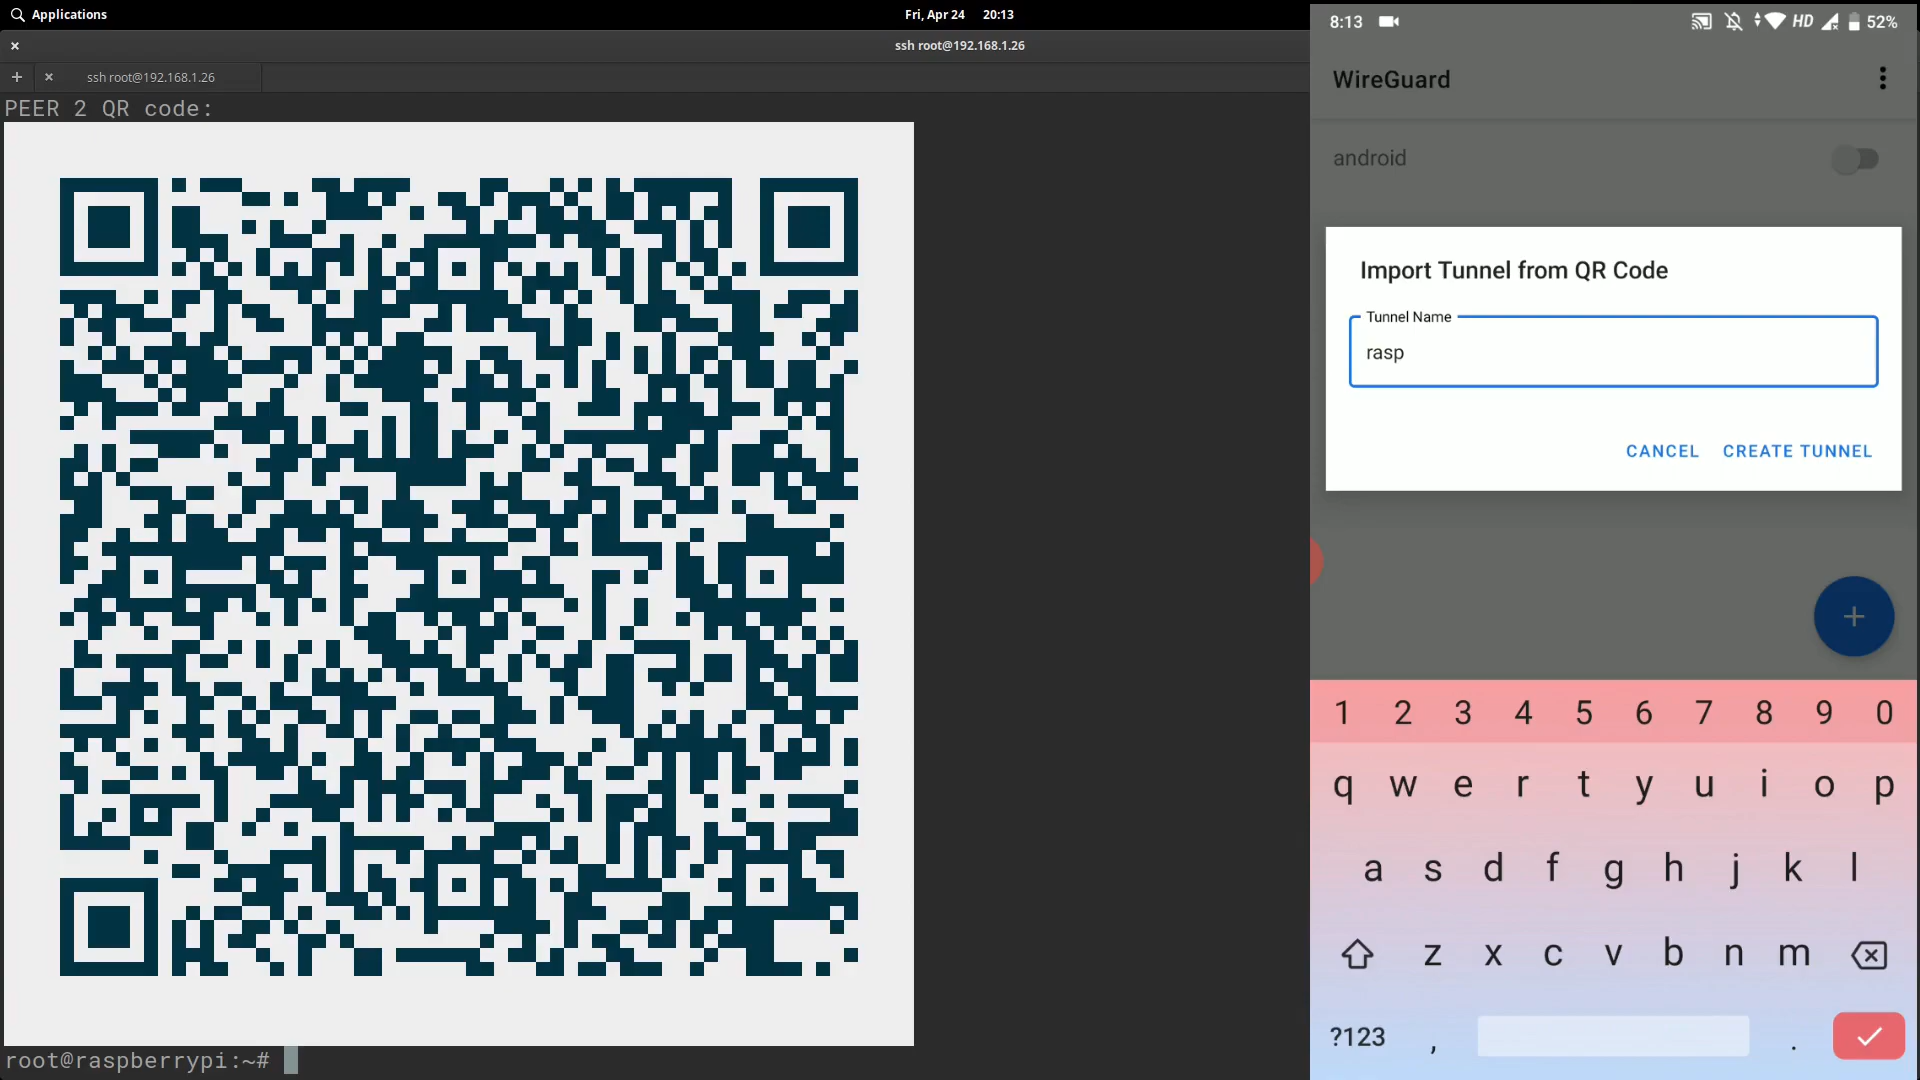 Applications
Fri, Apr 24 20:13
ssh root@192.168.1.26
ssh root@192.168.1.26
PEER 2 QR code:
root@raspberrypi:~#
8:13
HD
52%
WireGuard
android
Import Tunnel from QR Code
Tunnel Name
rasp
CANCEL CREATE TUNNEL
1 2 3 4 5 6 7 8 9 0
q w e r t y u i o p
a s d f g h j k l
z x c v b n m
?123 , .